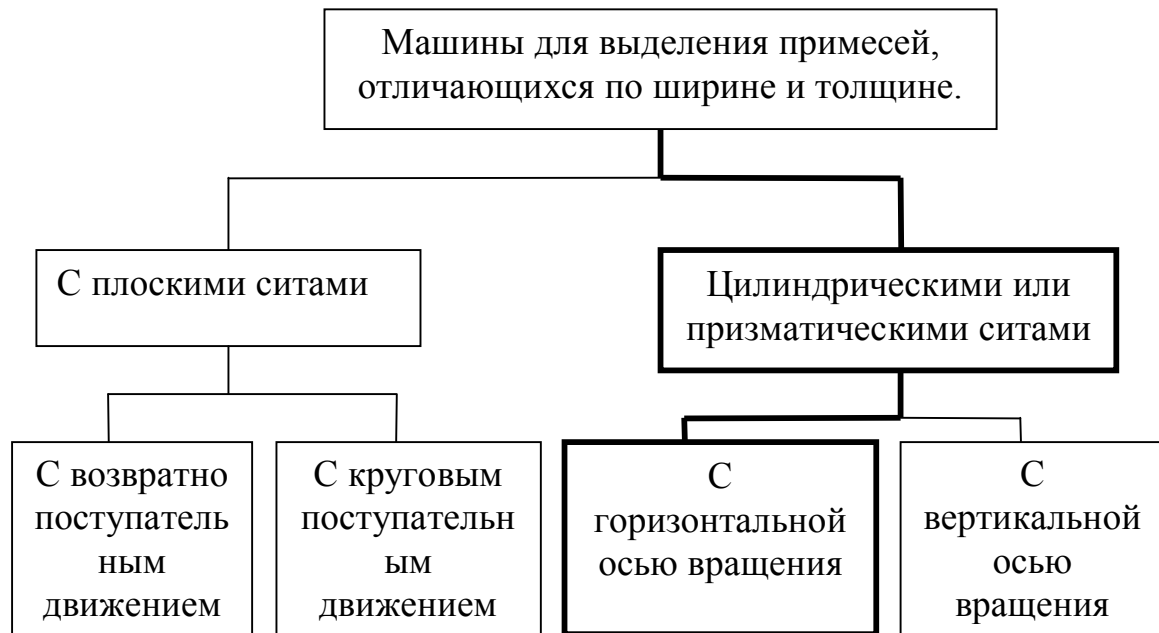 Машины для выделения примесей,
отличающихся по ширине и толщине.
С плоскими ситами
Цилиндрическими или
призматическими ситами
С возвратно
поступатель
ным
движением
С круговым
поступательн
ым
движением
С
горизонтальной
осью вращения
С
вертикальной
осью
вращения